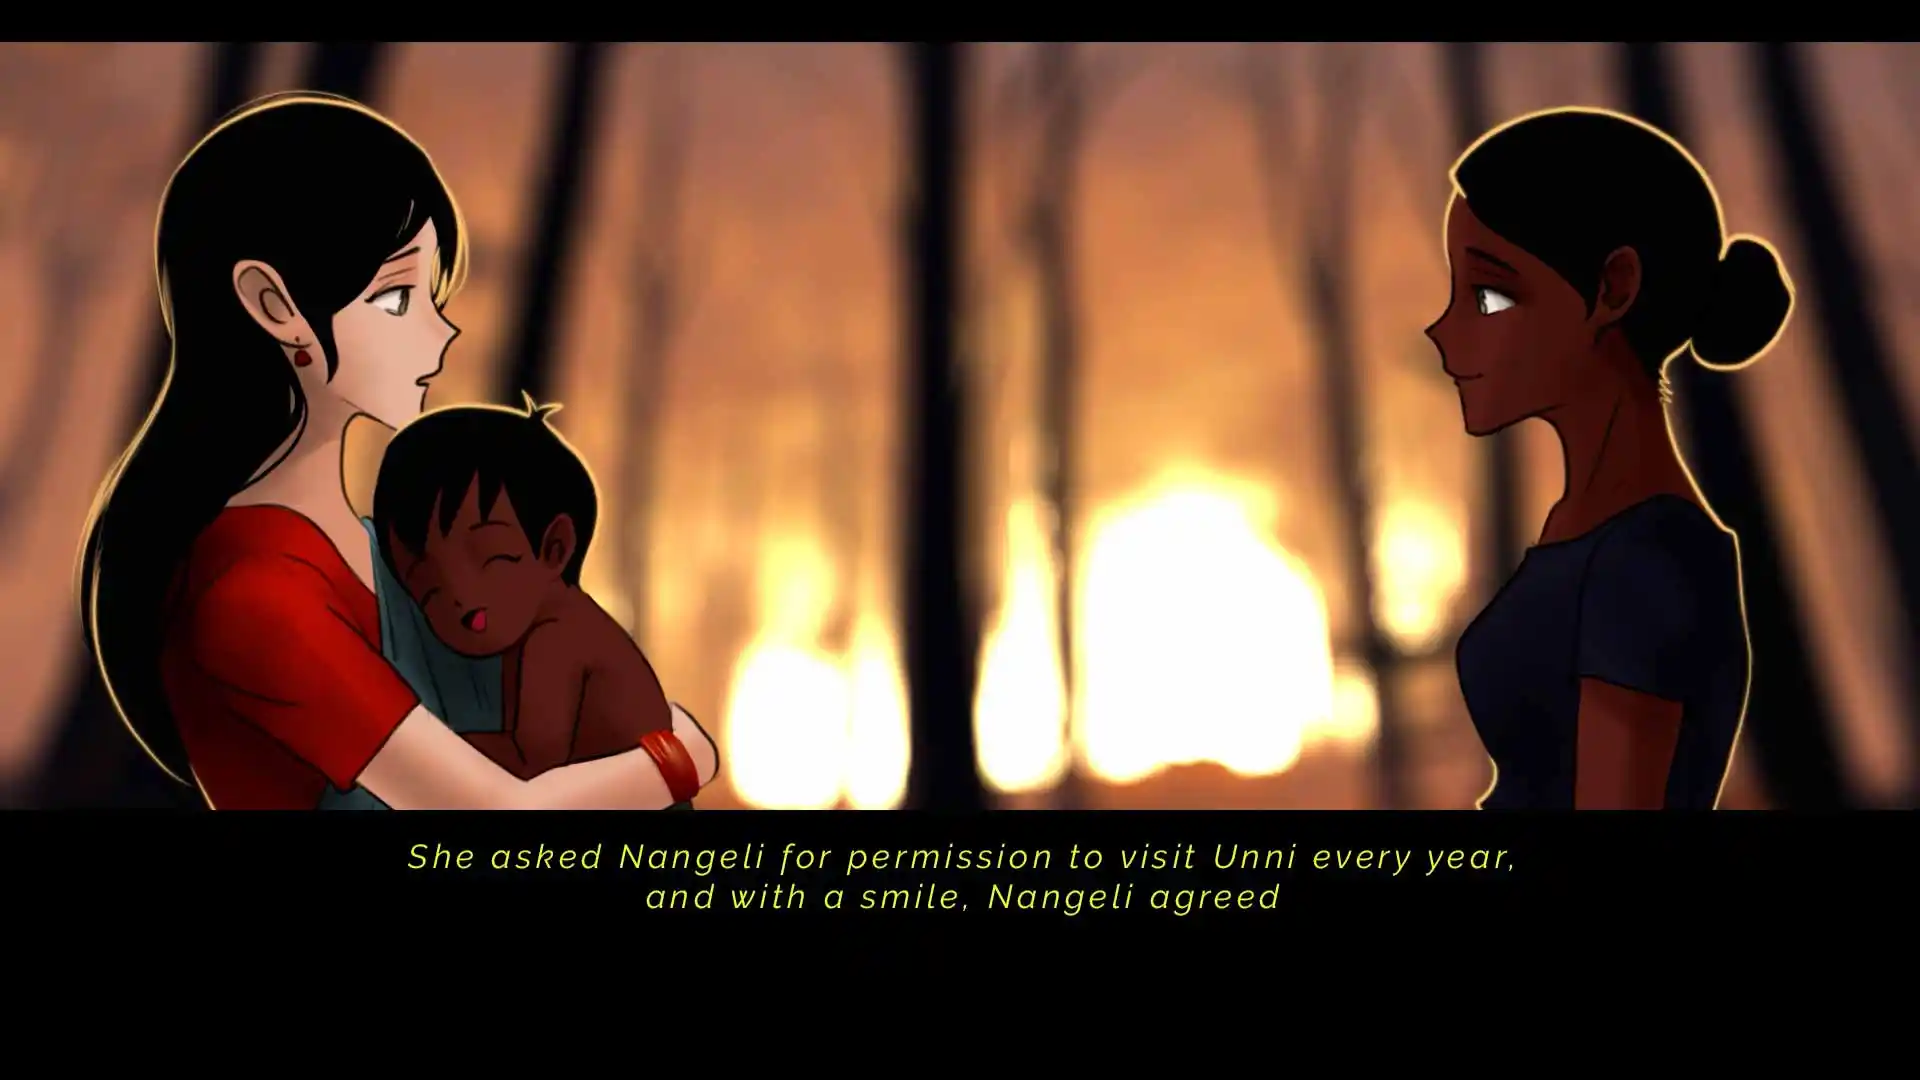 She asked Nangeli for permission to visit Unni every year,
and with a smile, Nangeli agreed